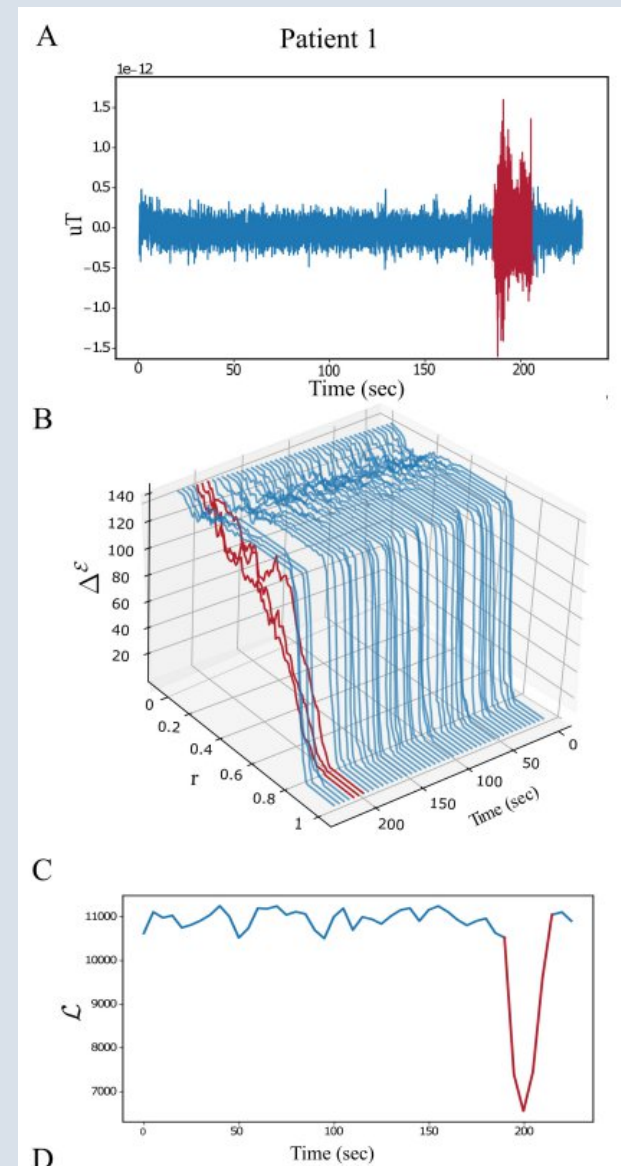 A
Patient 1
1e−12
1.5
1.0
0.5
0.0
−0.5
−1.0
−1.5
uT
0 50 100 150 200
Time (sec)
B
140
120
100
80
60
40
20
Δℰ
0 0.2 0.4 0.6 0.8 1
r
200 150 100 50 0
Time (sec)
C
11000
10000
9000
8000
7000
ℒ
0 50 100 150 200
Time (sec)
D